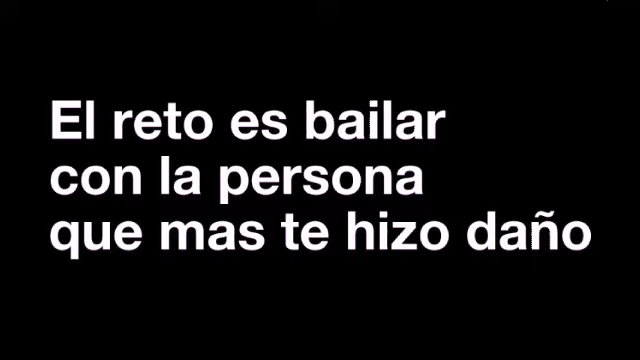 El reto es bailar
con la persona
que mas te hizo daño